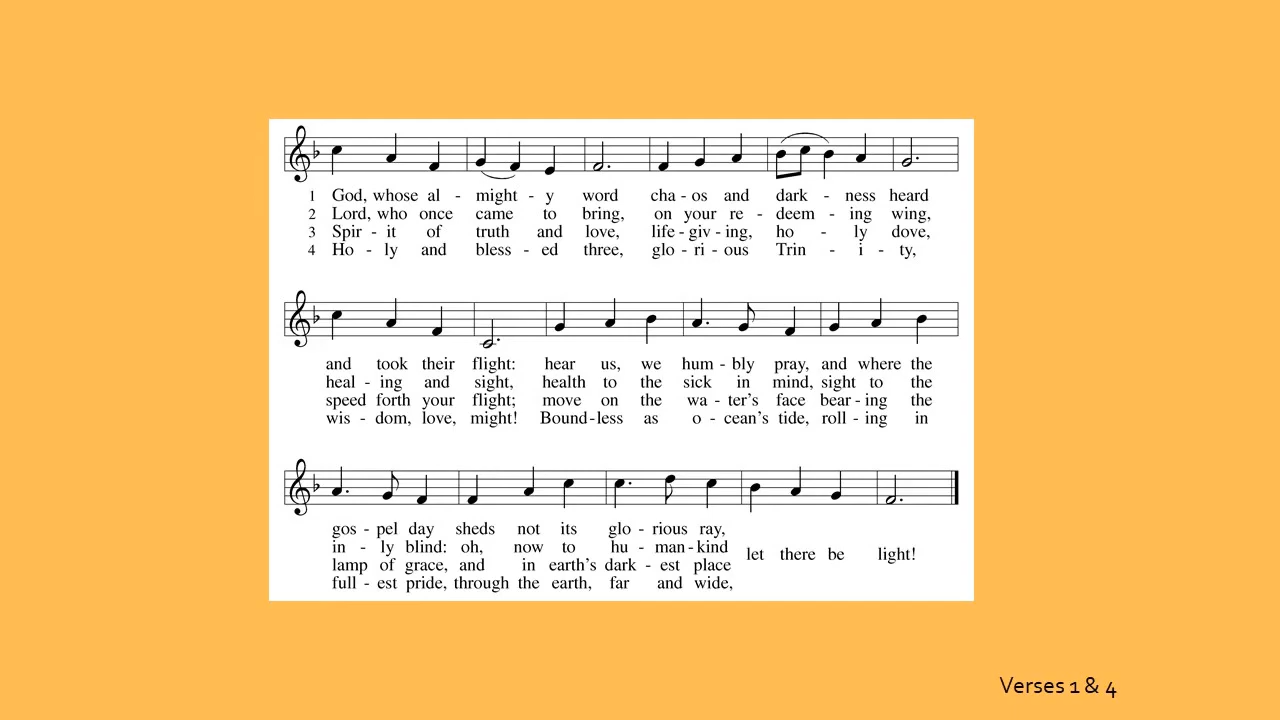 1 God, whose al - might - y word cha - os and dark - ness heard
2 Lord, who once came to bring, on your re - deem - ing wing,
3 Spir - it of truth and love, life - giv - ing, ho - ly dove,
4 Ho - ly and bless - ed three, glo - ri - ous Trin - i - ty,
and took their flight: hear us, we hum - bly pray, and where the
heal - ing and sight, health to the sick in mind, sight to the
speed forth your flight; move on the wa - ter's face bear - ing the
wis - dom, love, might! Bound - less as o - cean's tide, roll - ing in
gos - pel day sheds not its glo - rious ray,
in - ly blind: oh, now to hu - man - kind
let there be light!
lamp of grace, and in earth's dark - est place
full - est pride, through the earth, far and wide,
Verses 1 & 4